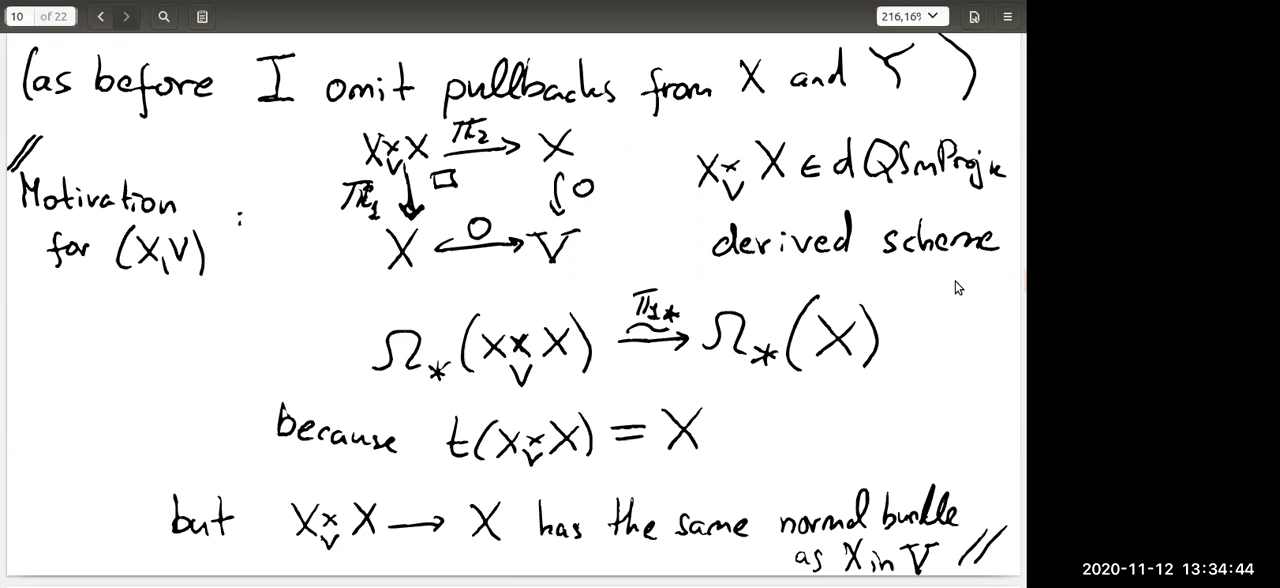 10 of 22 216,16%
(as before I omit pullbacks from X and Y)
// Motivation for (X,V) :
X ×_V X —π₂→ X
π₁ ↓ □ ↓ 0
X —0→ V
X ×_V X ∈ dQSmProj_k
derived scheme
Ω_*(X ×_V X) —π₁* ~→ Ω_*(X)
because t(X ×_V X) = X
but X ×_V X → X has the same normal bundle
as X in V //
2020-11-12 13:34:44